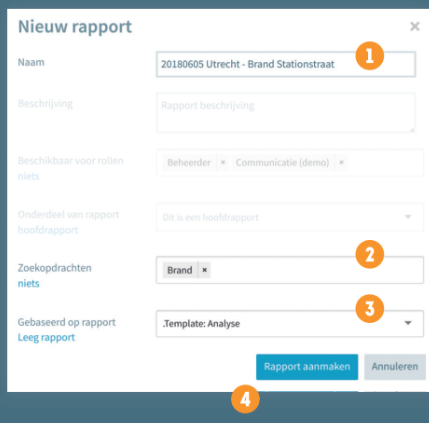 Nieuw rapport ×
Naam
20180605 Utrecht - Brand Stationstraat
1
Beschrijving
Rapport beschrijving
Beschikbaar voor rollen
niets
Beheerder × Communicatie (demo) ×
Onderdeel van rapport
hoofdrapport
Dit is een hoofdrapport
2
Zoekopdrachten
niets
Brand ×
3
Gebaseerd op rapport
Leeg rapport
.Template: Analyse
Rapport aanmaken Annuleren
4